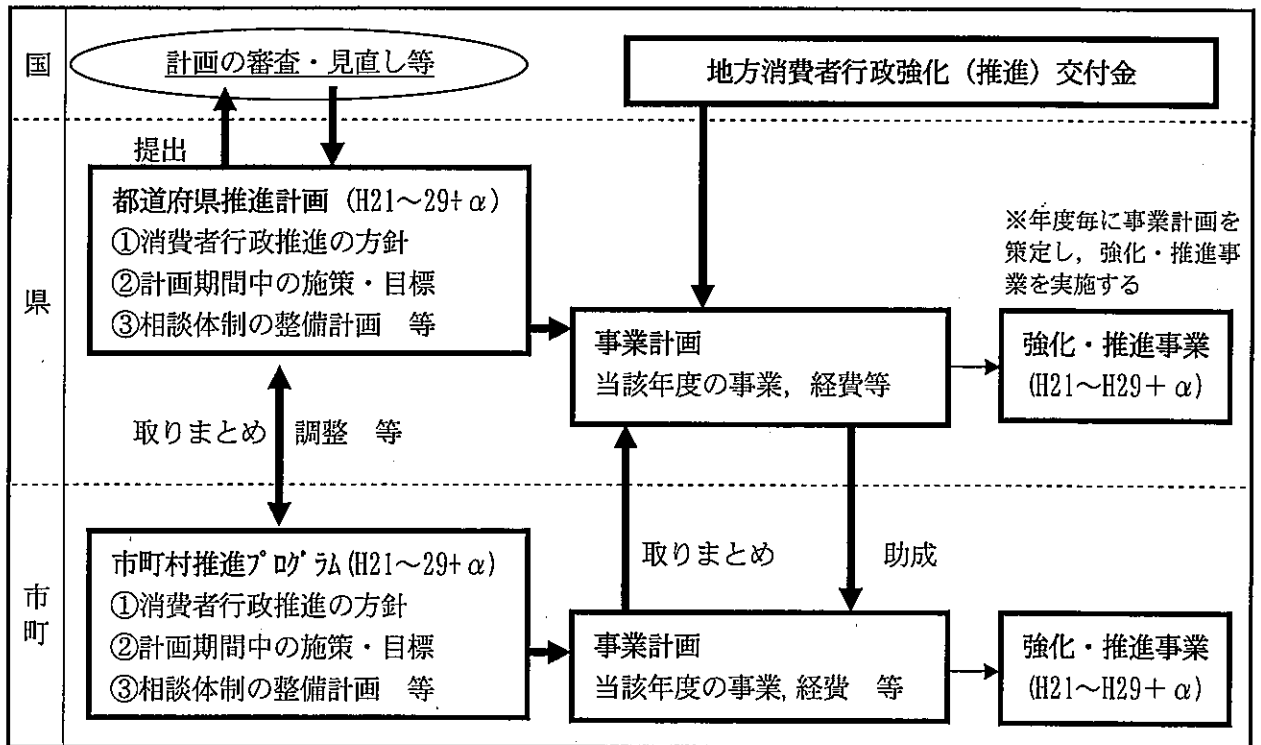 国
計画の審査・見直し等
地方消費者行政強化（推進）交付金
県
提出
都道府県推進計画（H21～29+α）
①消費者行政推進の方針
②計画期間中の施策・目標
③相談体制の整備計画　等
※年度毎に事業計画を
策定し，強化・推進事
業を実施する
事業計画
当該年度の事業，経費等
強化・推進事業
（H21～H29＋α）
取りまとめ
調整　等
市町
市町村推進ﾌﾟﾛｸﾞﾗﾑ（H21～29+α）
①消費者行政推進の方針
②計画期間中の施策・目標
③相談体制の整備計画　等
取りまとめ
助成
事業計画
当該年度の事業，経費　等
強化・推進事業
（H21～H29＋α）